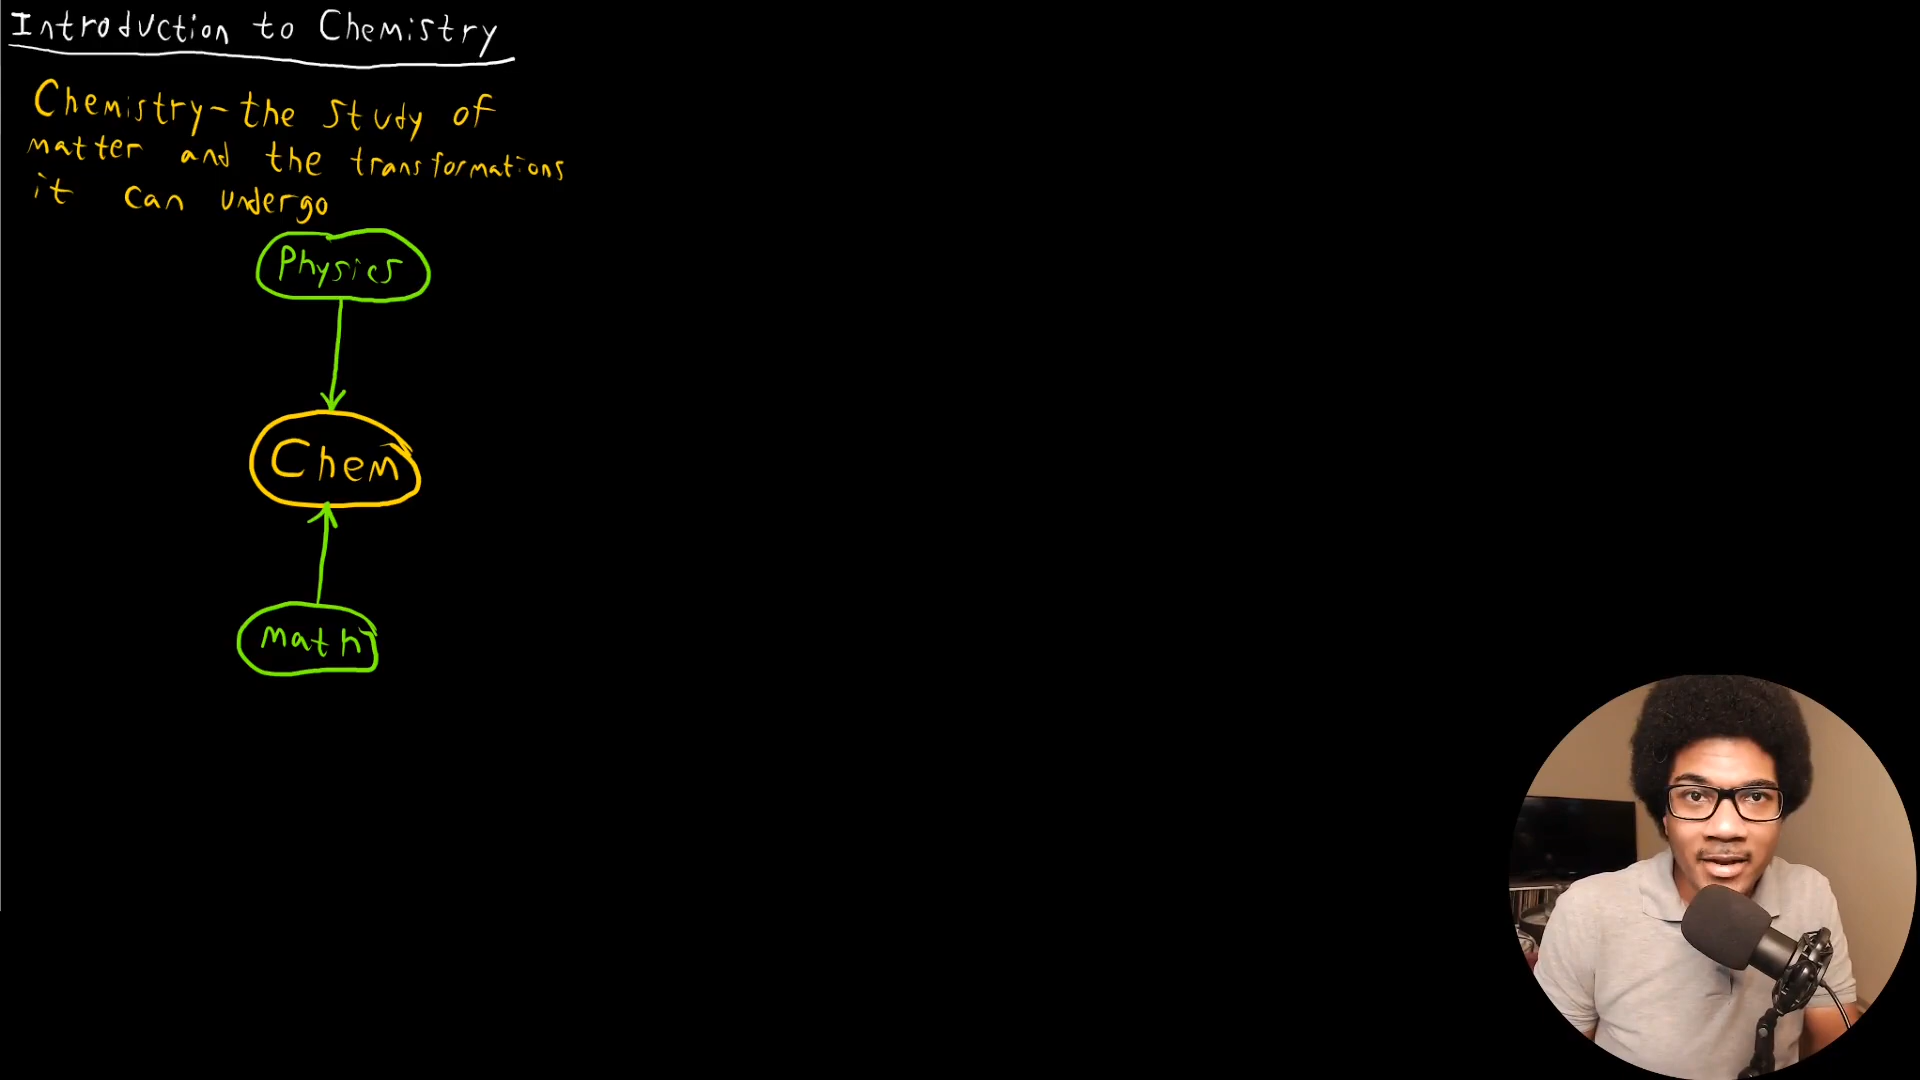 Introduction to Chemistry
Chemistry-the study of
matter and the transformations
it can undergo
Physics
Chem
math